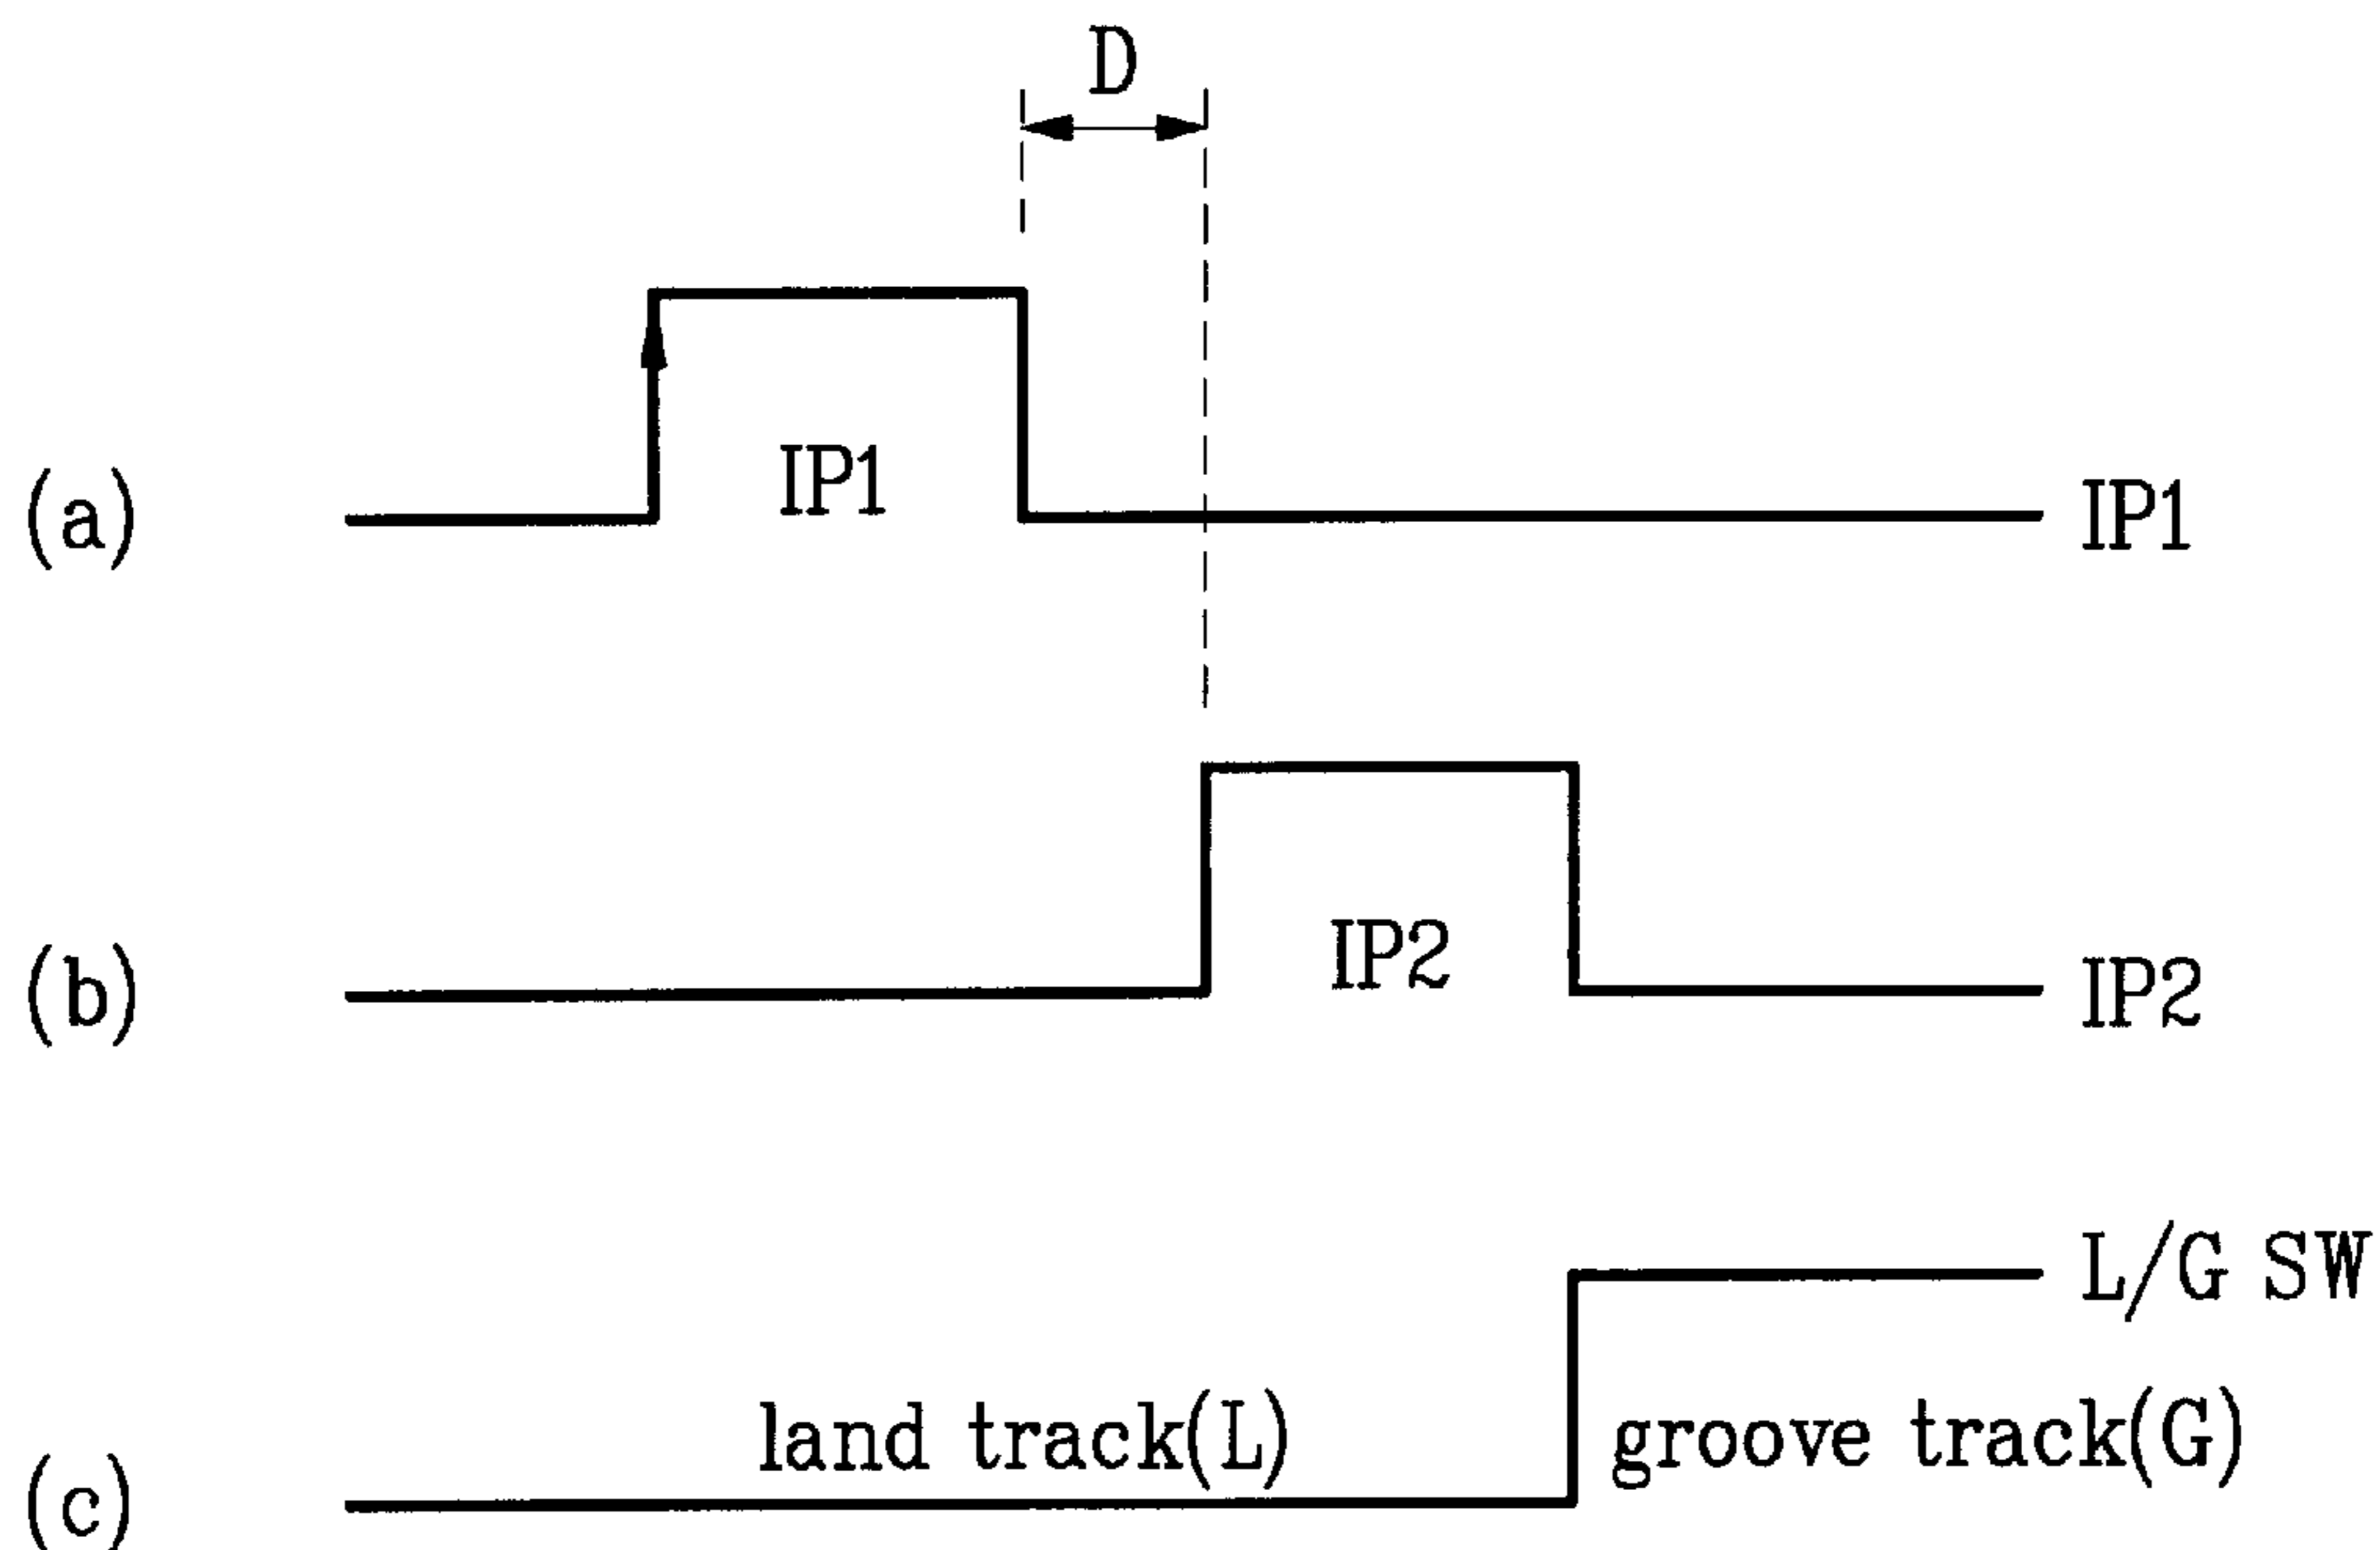 D
(a) IP1 IP1
(b) IP2 IP2
L/G SW
(c) land track(L) groove track(G)